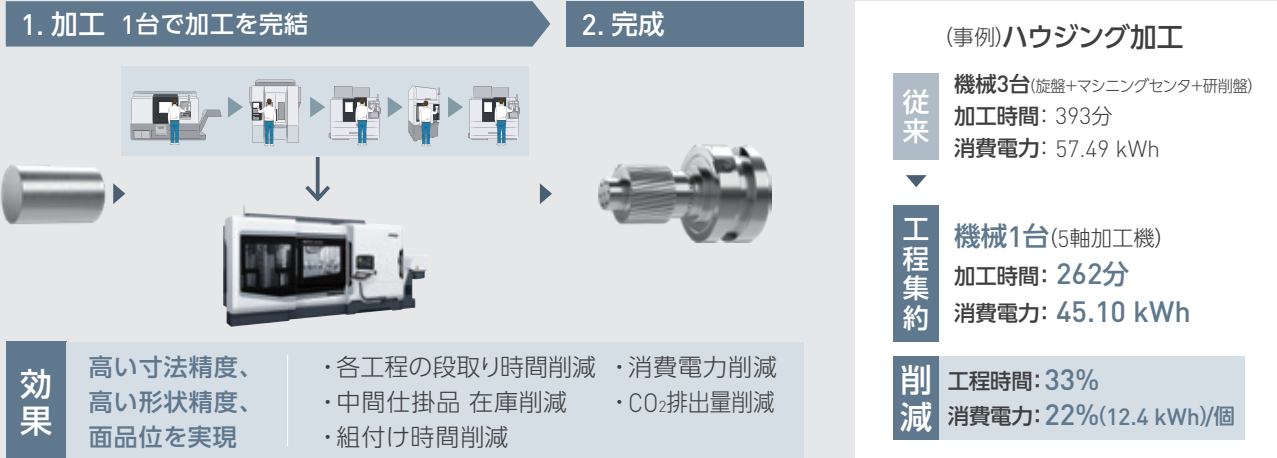 1. 加工 1台で加工を完結
2. 完成
効果
高い寸法精度、
高い形状精度、
面品位を実現
・各工程の段取り時間削減
・中間仕掛品 在庫削減
・組付け時間削減
・消費電力削減
・CO₂排出量削減
(事例)ハウジング加工
従来
機械3台(旋盤+マシニングセンタ+研削盤)
加工時間: 393分
消費電力: 57.49 kWh
工程集約
機械1台(5軸加工機)
加工時間: 262分
消費電力: 45.10 kWh
削減
工程時間:33%
消費電力:22%(12.4 kWh)/個